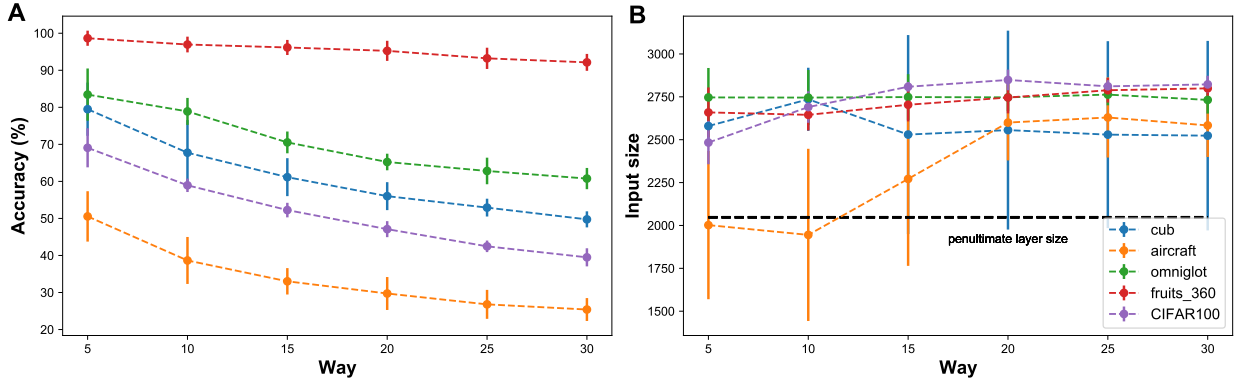 A
100
90
80
70
60
50
40
30
20
Accuracy (%)
5
10
15
20
25
30
Way
B
3000
2750
2500
2250
2000
1750
1500
Input size
5
10
15
20
25
30
Way
penultimate layer size
cub
aircraft
omniglot
fruits_360
CIFAR100